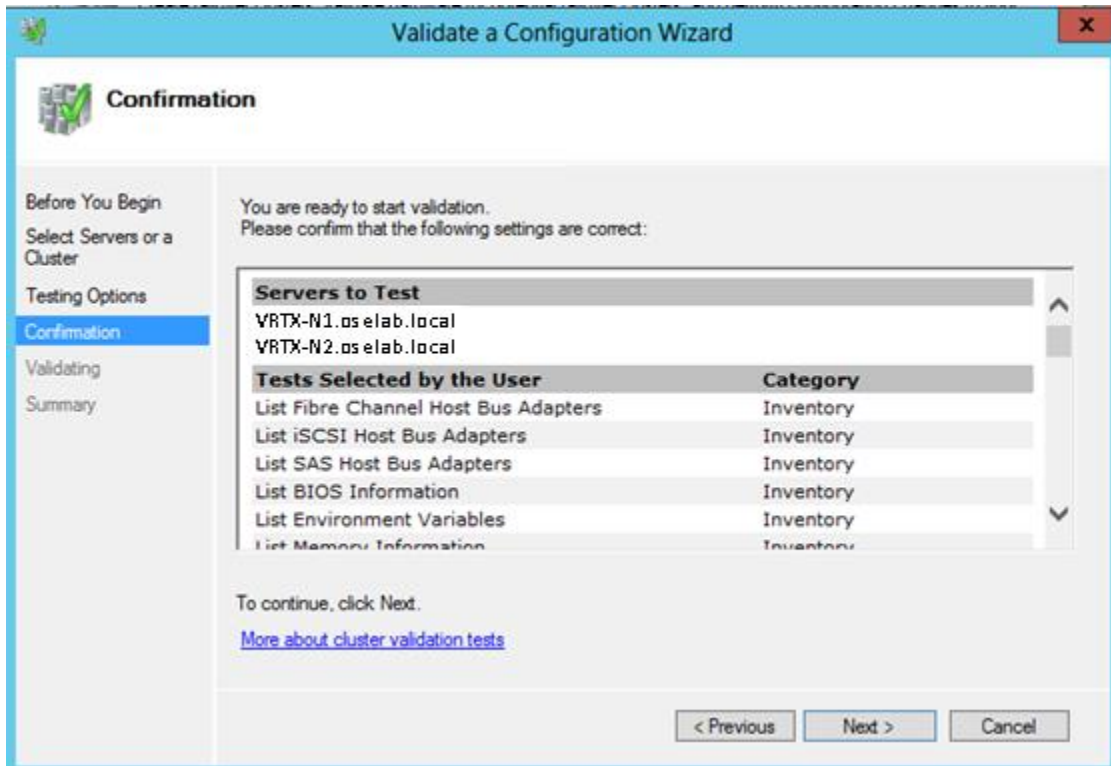 Validate a Configuration Wizard
x
Confirmation
Before You Begin
Select Servers or a
Cluster
Testing Options
Confirmation
Validating
Summary
You are ready to start validation.
Please confirm that the following settings are correct:
Servers to Test
VRTX-N1.oselab.local
VRTX-N2.oselab.local
Tests Selected by the User Category
List Fibre Channel Host Bus Adapters Inventory
List iSCSI Host Bus Adapters Inventory
List SAS Host Bus Adapters Inventory
List BIOS Information Inventory
List Environment Variables Inventory
List Memory Information Inventory
To continue, click Next.
More about cluster validation tests
< Previous Next > Cancel